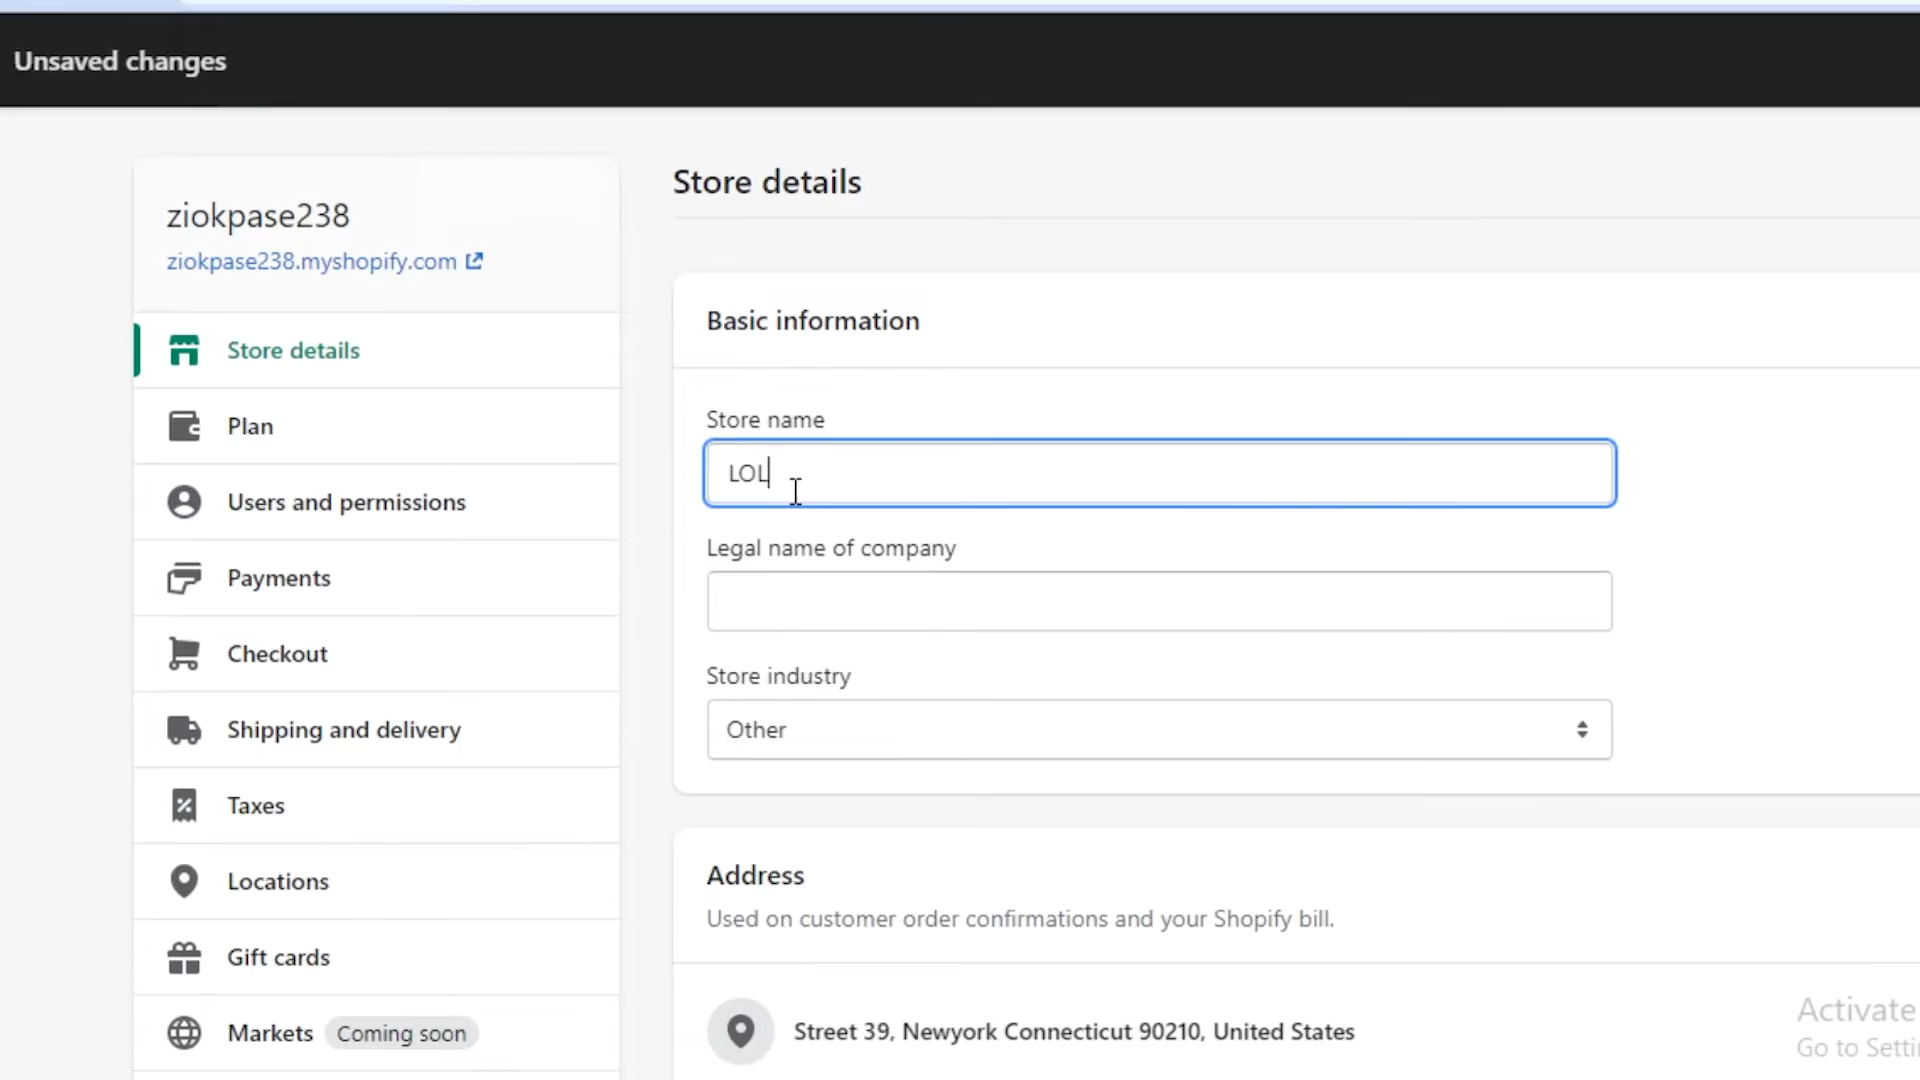 Unsaved changes
ziokpase238
ziokpase238.myshopify.com
Store details
Plan
Users and permissions
Payments
Checkout
Shipping and delivery
Taxes
Locations
Gift cards
Markets Coming soon
Store details
Basic information
Store name
LOL
Legal name of company
Store industry
Other
Address
Used on customer order confirmations and your Shopify bill.
Street 39, Newyork Connecticut 90210, United States
Activate
Go to Setti